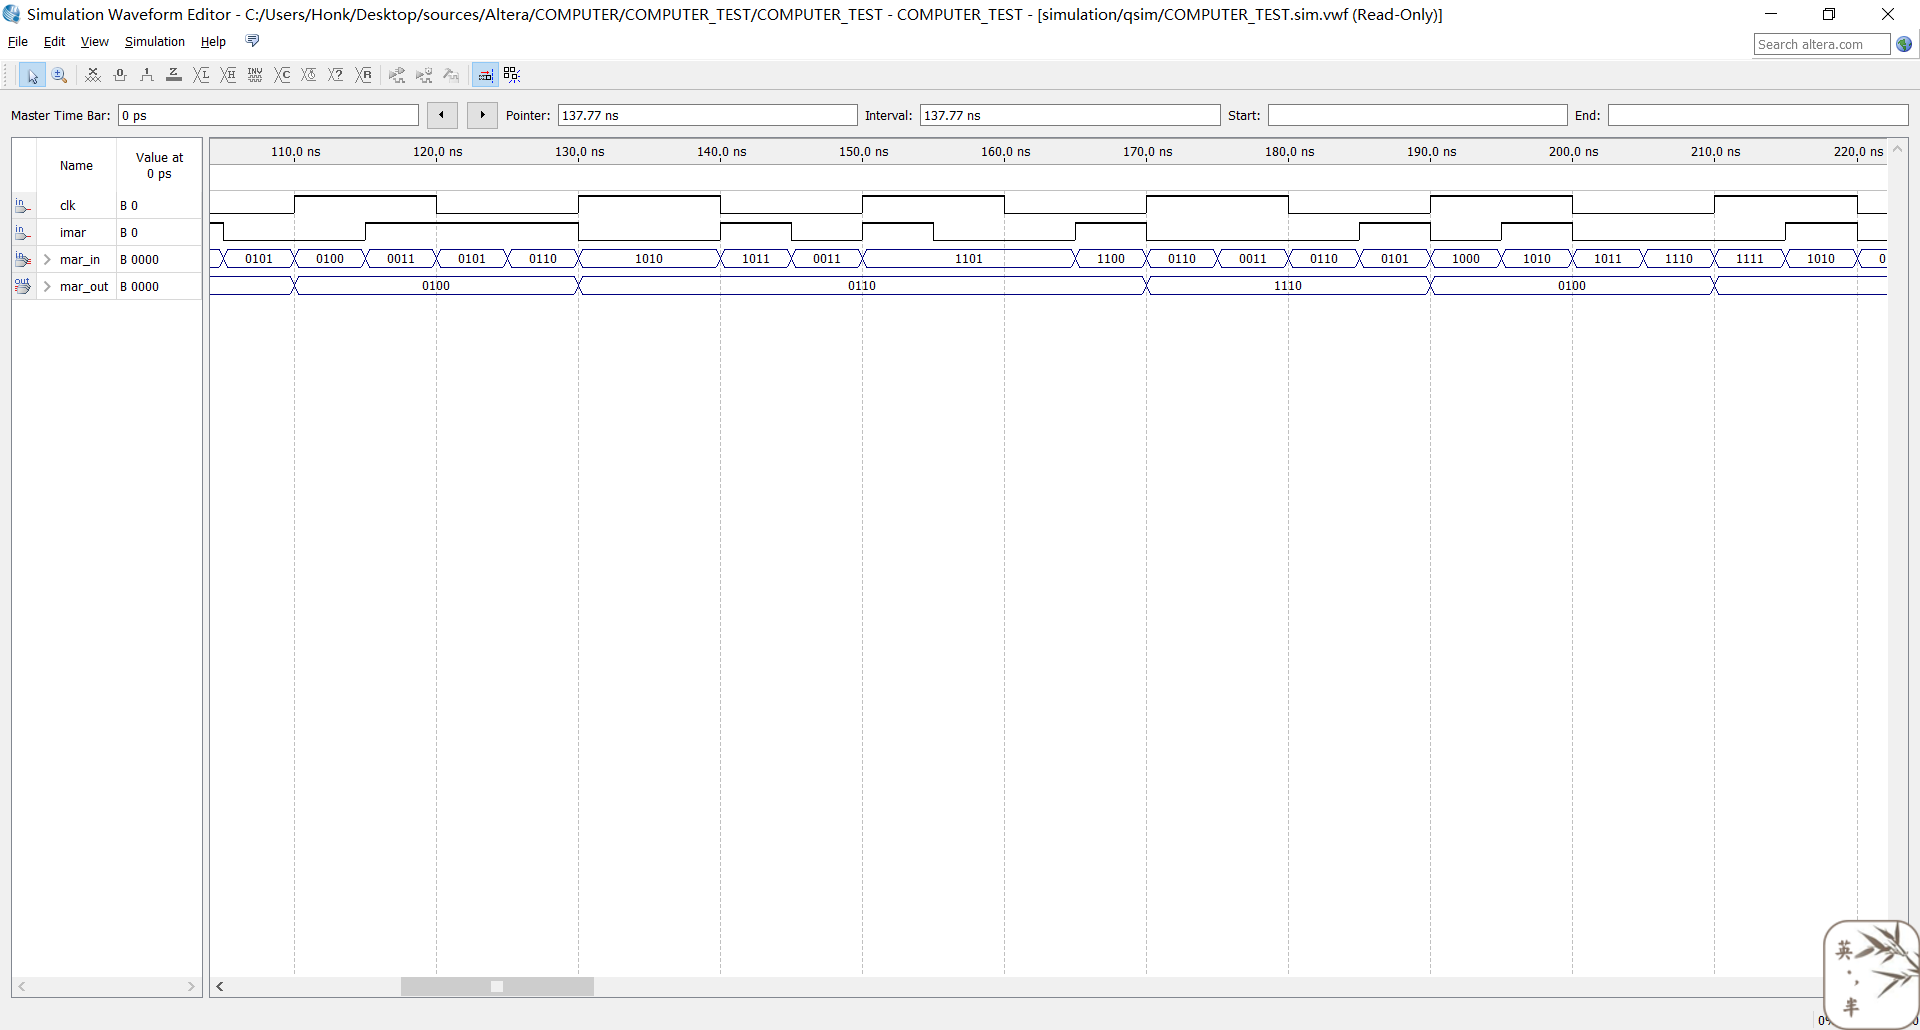 Simulation Waveform Editor - C:/Users/Honk/Desktop/sources/Altera/COMPUTER/COMPUTER_TEST/COMPUTER_TEST - COMPUTER_TEST - [simulation/qsim/COMPUTER_TEST.sim.vwf (Read-Only)]
File Edit View Simulation Help
Search altera.com
Master Time Bar: 0 ps Pointer: 137.77 ns Interval: 137.77 ns Start: End:
Name Value at 0 ps 110.0 ns 120.0 ns 130.0 ns 140.0 ns 150.0 ns 160.0 ns 170.0 ns 180.0 ns 190.0 ns 200.0 ns 210.0 ns 220.0 ns
clk B 0
imar B 0
mar_in B 0000 0101 0100 0011 0101 0110 1010 1011 0011 1101 1100 0110 0011 0110 0101 1000 1010 1011 1110 1111 1010 0
mar_out B 0000 0100 0110 1110 0100
英
半